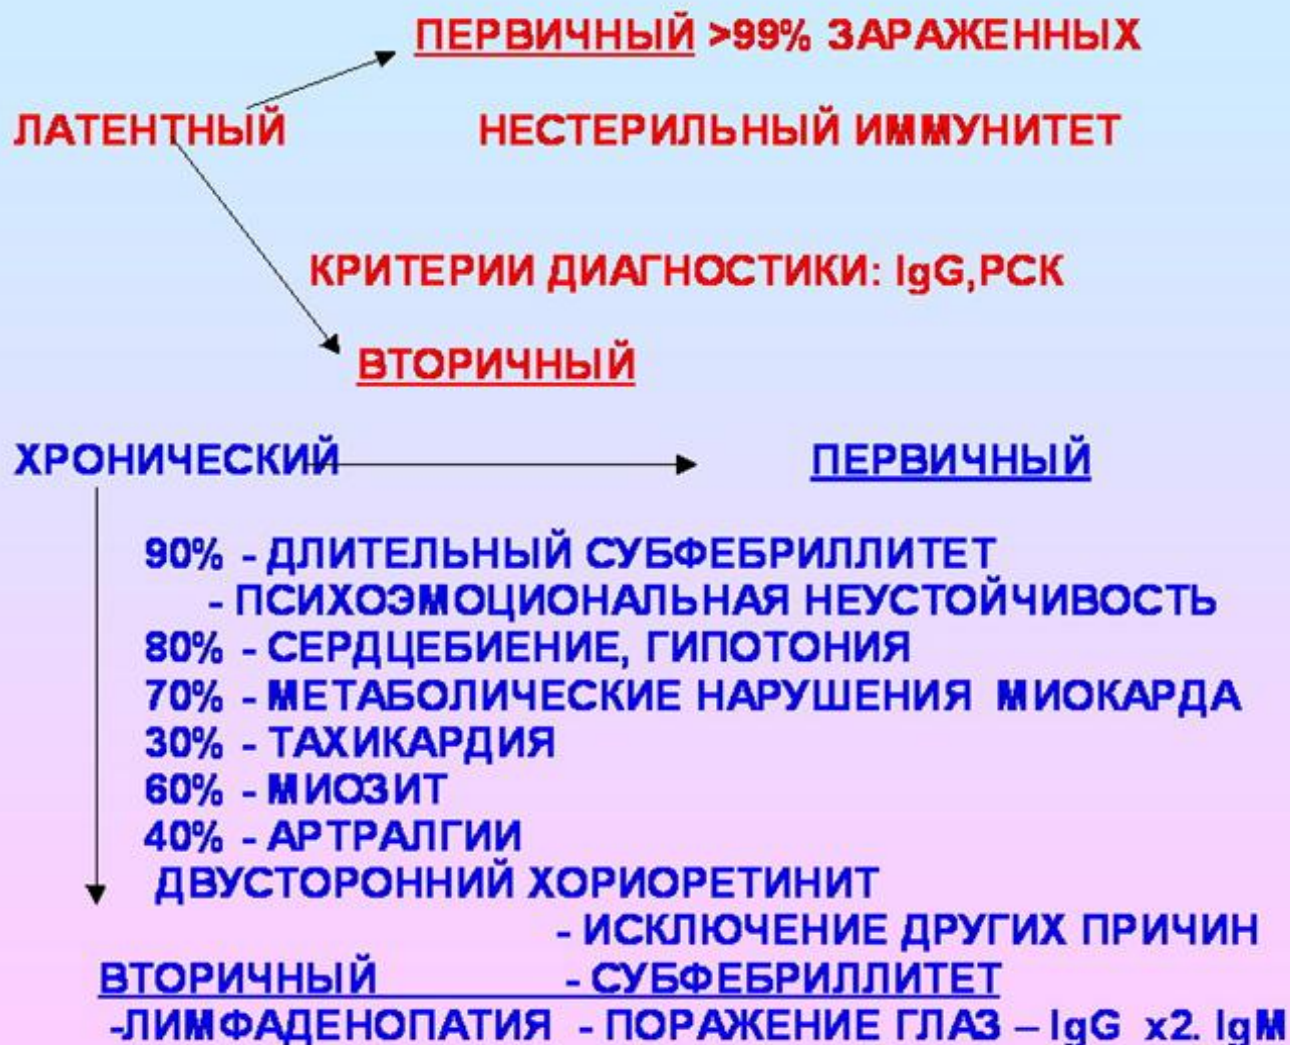 ПЕРВИЧНЫЙ >99% ЗАРАЖЕННЫХ
ЛАТЕНТНЫЙ НЕСТЕРИЛЬНЫЙ ИММУНИТЕТ
КРИТЕРИИ ДИАГНОСТИКИ: IgG,РСК
ВТОРИЧНЫЙ
ХРОНИЧЕСКИЙ ПЕРВИЧНЫЙ
90% - ДЛИТЕЛЬНЫЙ СУБФЕБРИЛЛИТЕТ
- ПСИХОЭМОЦИОНАЛЬНАЯ НЕУСТОЙЧИВОСТЬ
80% - СЕРДЦЕБИЕНИЕ, ГИПОТОНИЯ
70% - МЕТАБОЛИЧЕСКИЕ НАРУШЕНИЯ МИОКАРДА
30% - ТАХИКАРДИЯ
60% - МИОЗИТ
40% - АРТРАЛГИИ
ДВУСТОРОННИЙ ХОРИОРЕТИНИТ
- ИСКЛЮЧЕНИЕ ДРУГИХ ПРИЧИН
ВТОРИЧНЫЙ - СУБФЕБРИЛЛИТЕТ
-ЛИМФАДЕНОПАТИЯ - ПОРАЖЕНИЕ ГЛАЗ – IgG x2. IgM